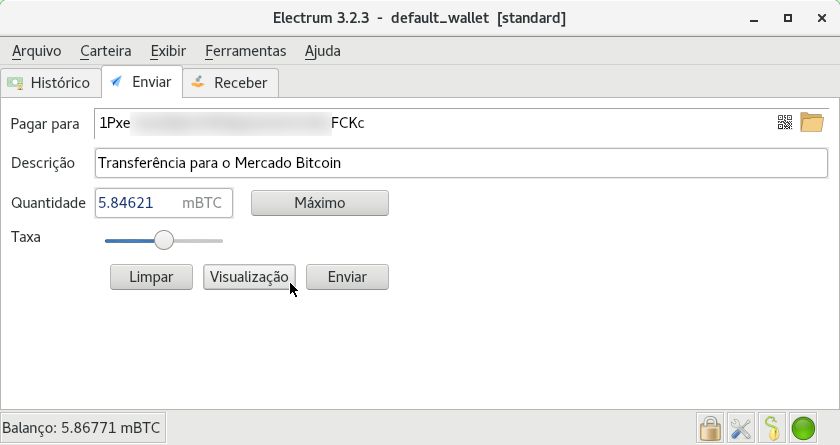 Electrum 3.2.3 - default_wallet [standard]
Arquivo Carteira Exibir Ferramentas Ajuda
Histórico Enviar Receber
Pagar para 1Pxe FCKc
Descrição Transferência para o Mercado Bitcoin
Quantidade 5.84621 mBTC Máximo
Taxa
Limpar Visualização Enviar
Balanço: 5.86771 mBTC